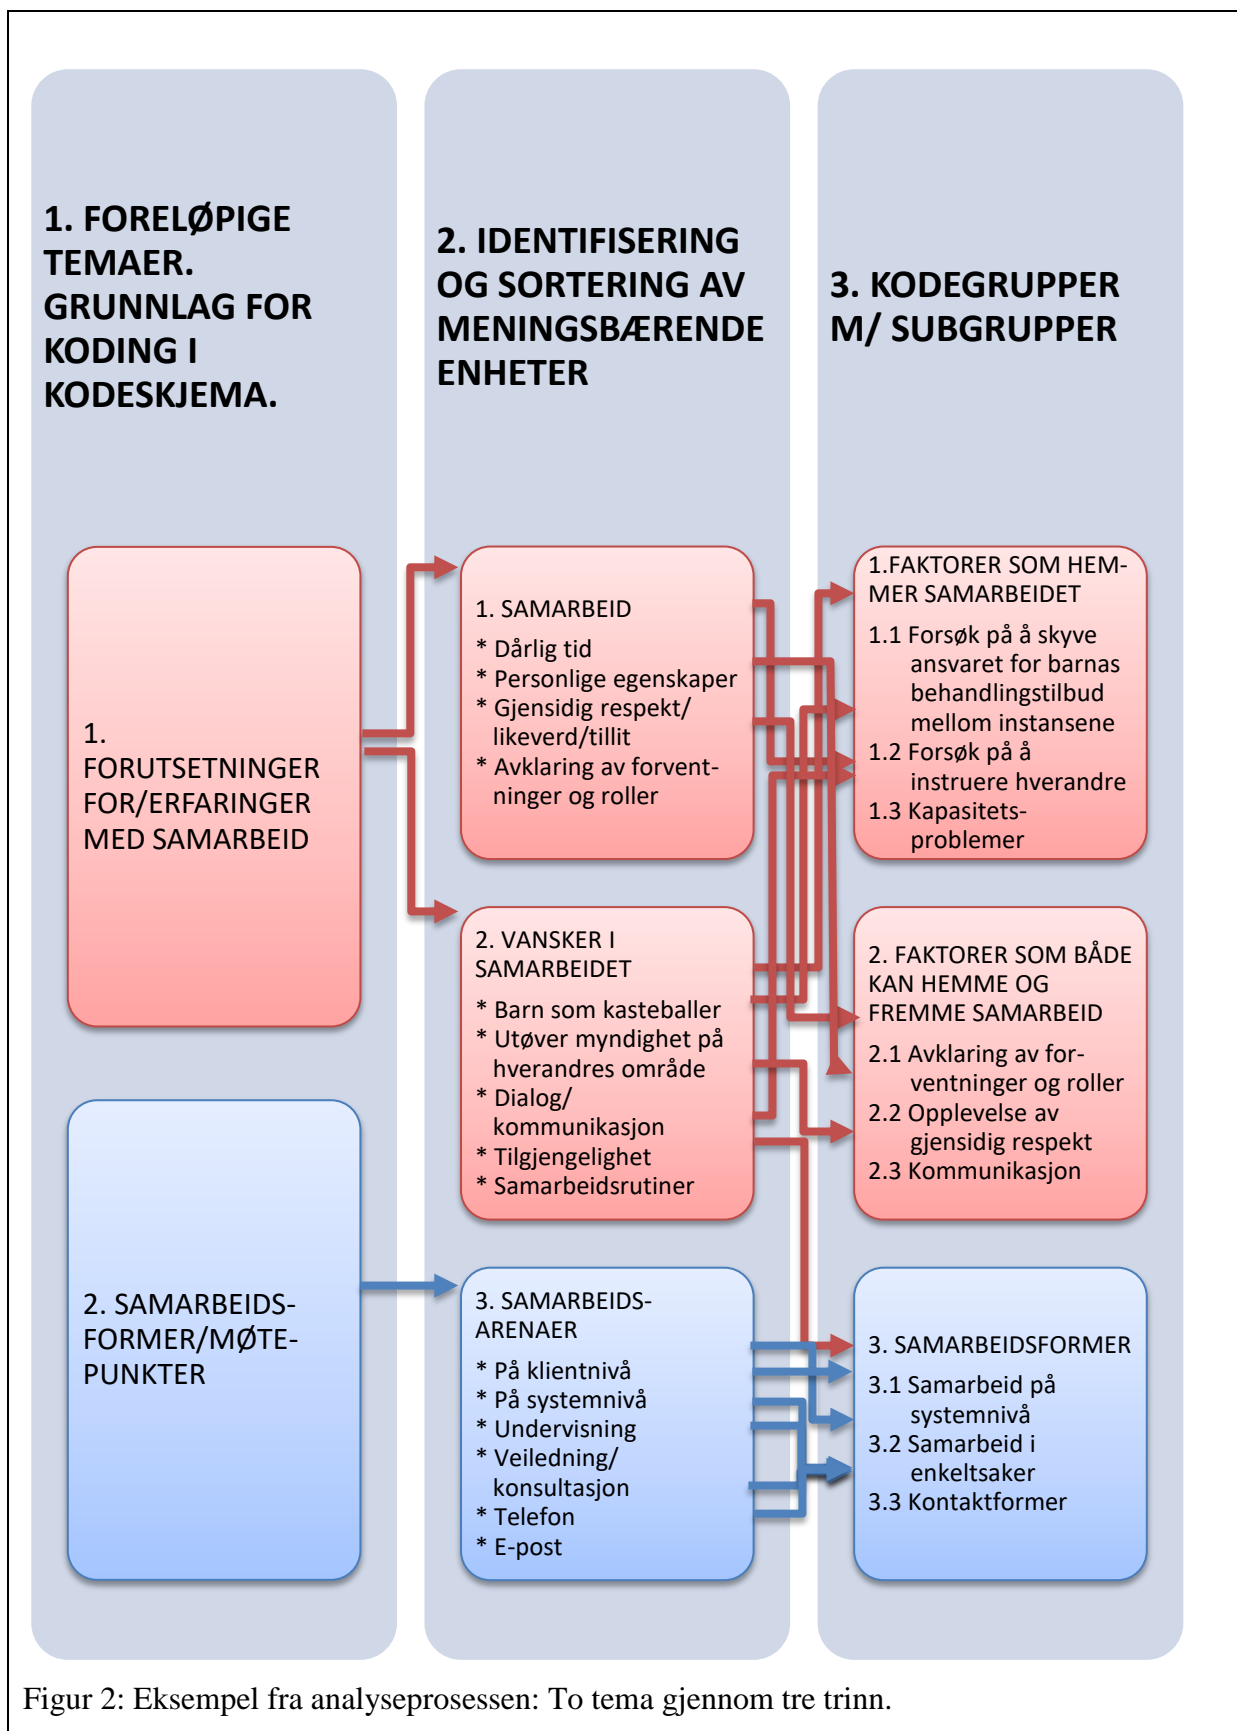 1. FORELØPIGE
TEMAER.
GRUNNLAG FOR
KODING I
KODESKJEMA.
1.
FORUTSETNINGER
FOR/ERFARINGER
MED SAMARBEID
2. SAMARBEIDS-
FORMER/MØTE-
PUNKTER
2. IDENTIFISERING
OG SORTERING AV
MENINGSBÆRENDE
ENHETER
1. SAMARBEID
* Dårlig tid
* Personlige egenskaper
* Gjensidig respekt/
likeverd/tillit
* Avklaring av forvent-
ninger og roller
2. VANSKER I
SAMARBEIDET
* Barn som kasteballer
* Utøver myndighet på
hverandres område
* Dialog/
kommunikasjon
* Tilgjengelighet
* Samarbeidsrutiner
3. SAMARBEIDS-
ARENAER
* På klientnivå
* På systemnivå
* Undervisning
* Veiledning/
konsultasjon
* Telefon
* E-post
3. KODEGRUPPER
M/ SUBGRUPPER
1.FAKTORER SOM HEM-
MER SAMARBEIDET
1.1 Forsøk på å skyve
ansvaret for barnas
behandlingstilbud
mellom instansene
1.2 Forsøk på å
instruere hverandre
1.3 Kapasitets-
problemer
2. FAKTORER SOM BÅDE
KAN HEMME OG
FREMME SAMARBEID
2.1 Avklaring av for-
ventninger og roller
2.2 Opplevelse av
gjensidig respekt
2.3 Kommunikasjon
3. SAMARBEIDSFORMER
3.1 Samarbeid på
systemnivå
3.2 Samarbeid i
enkeltsaker
3.3 Kontaktformer
Figur 2: Eksempel fra analyseprosessen: To tema gjennom tre trinn.